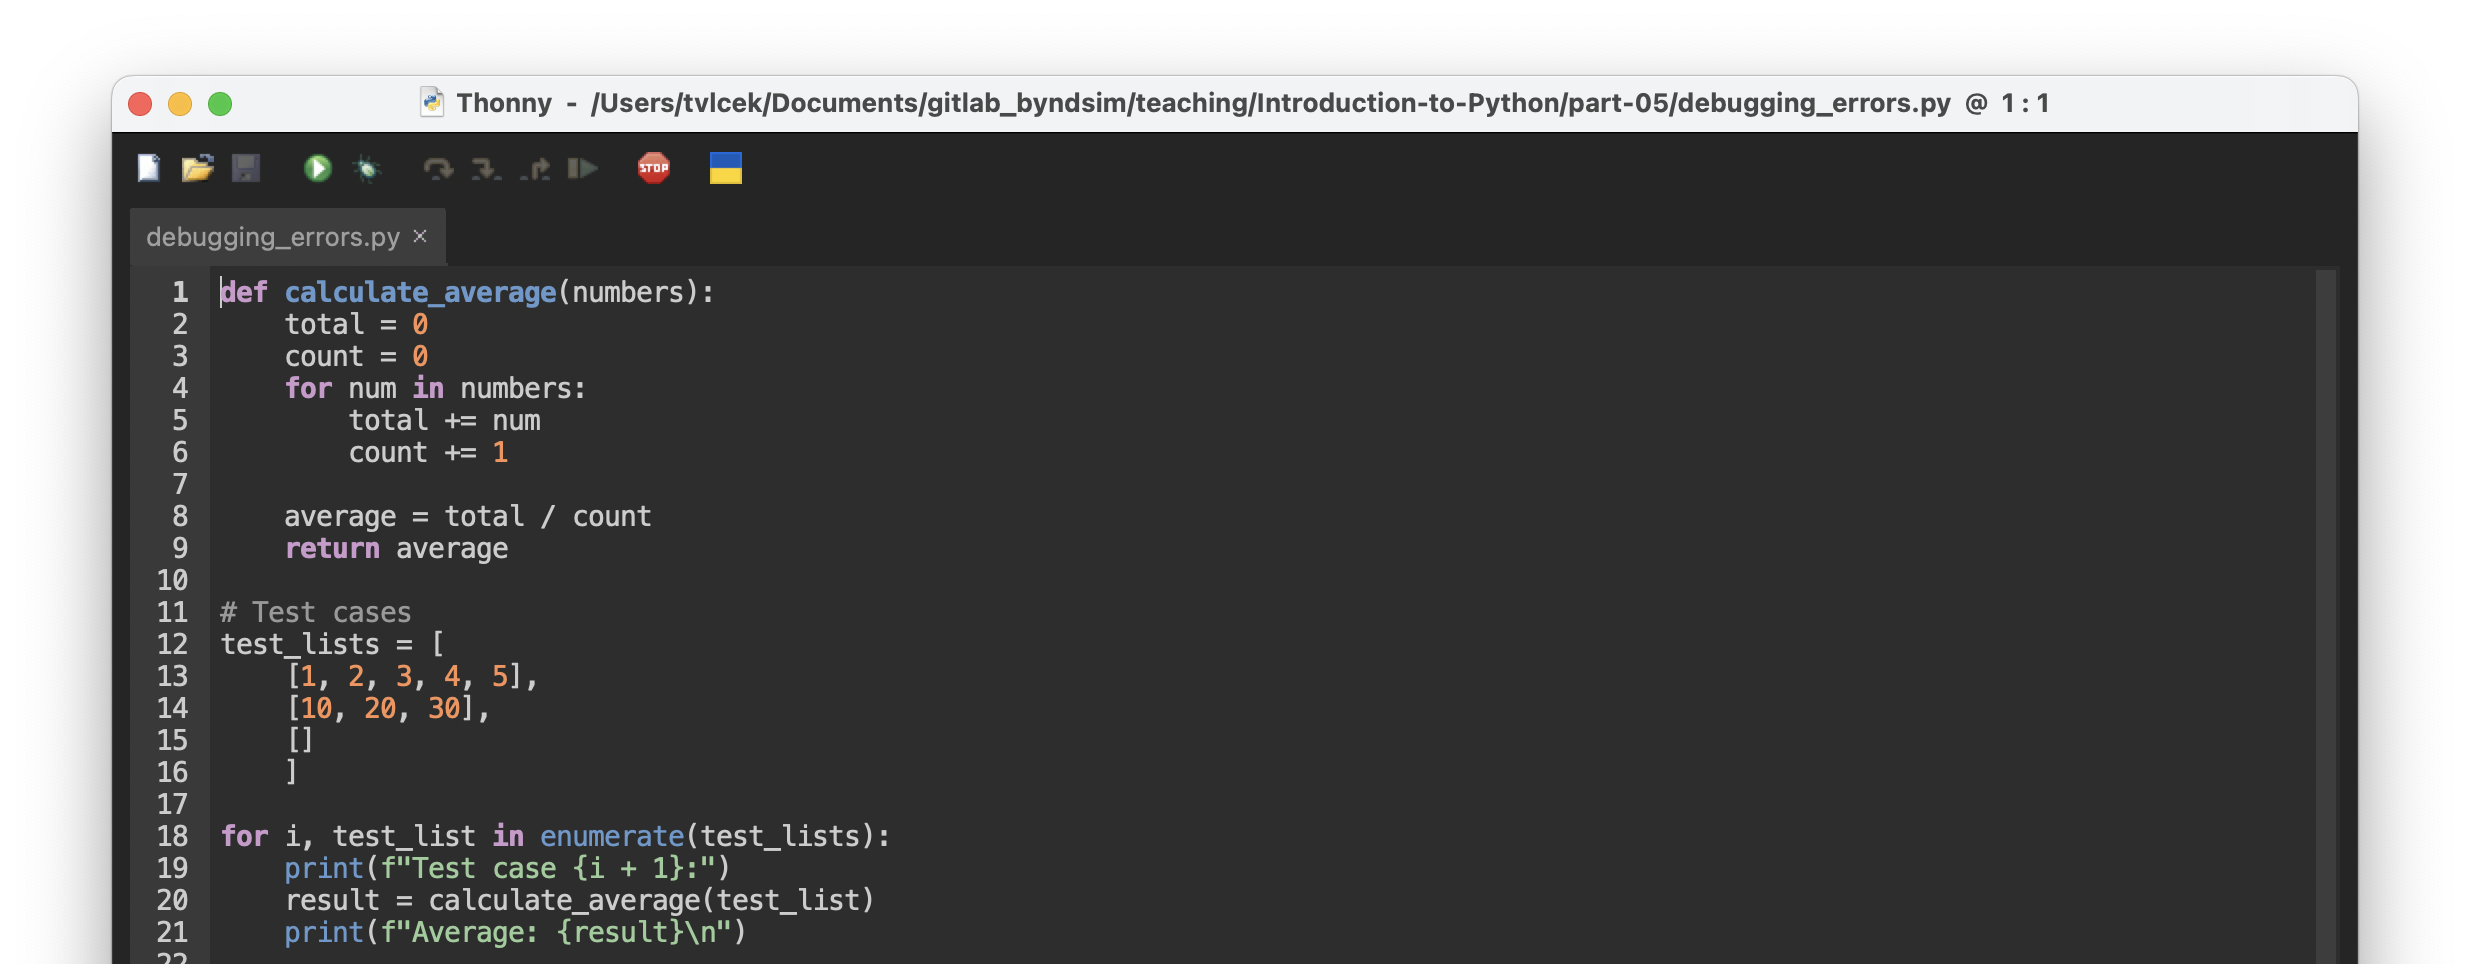 Thonny - /Users/tvlcek/Documents/gitlab_byndsim/teaching/Introduction-to-Python/part-05/debugging_errors.py @ 1:1
STOP
debugging_errors.py ×
1 def calculate_average(numbers):
2     total = 0
3     count = 0
4     for num in numbers:
5         total += num
6         count += 1
7
8     average = total / count
9     return average
10
11 # Test cases
12 test_lists = [
13     [1, 2, 3, 4, 5],
14     [10, 20, 30],
15     []
16     ]
17
18 for i, test_list in enumerate(test_lists):
19     print(f"Test case {i + 1}:")
20     result = calculate_average(test_list)
21     print(f"Average: {result}\n")
22